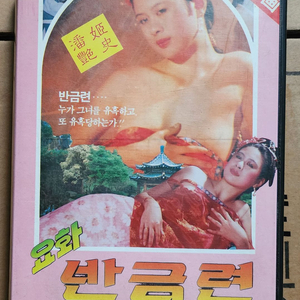 潘姬
艷史
반금련····
누가 그녀를 유혹하고,
또 유혹당하는가!!
요화
반금련